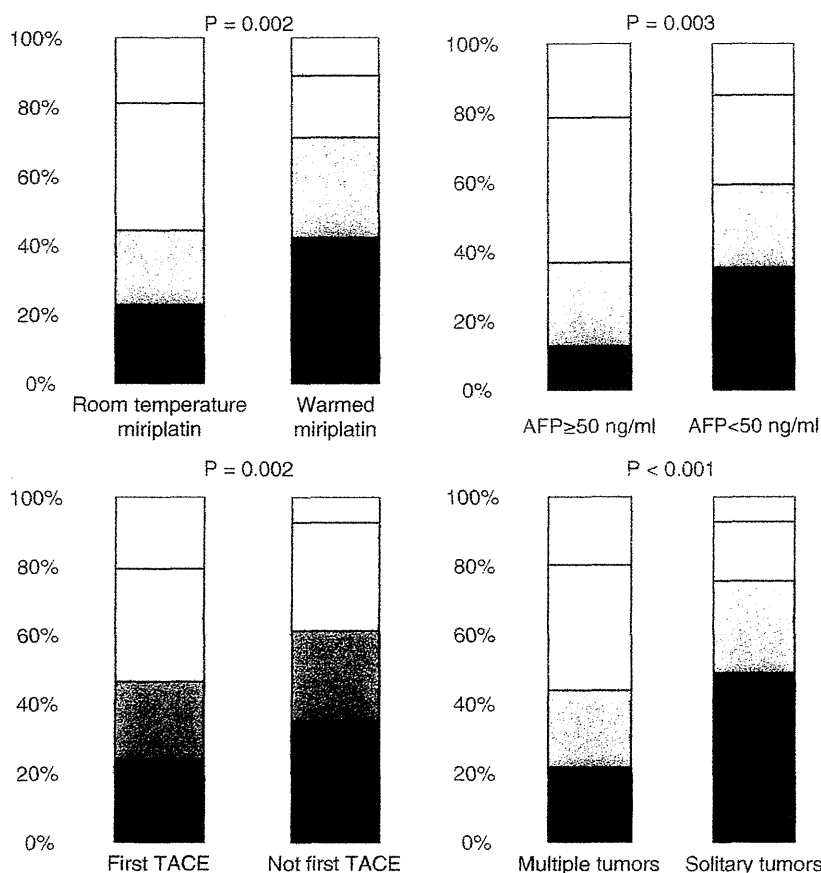 P = 0.002
100%
80%
60%
40%
20%
0%
Room temperature
miriplatin
Warmed
miriplatin
P = 0.003
100%
80%
60%
40%
20%
0%
AFP≥50 ng/ml
AFP<50 ng/ml
P = 0.002
100%
80%
60%
40%
20%
0%
First TACE
Not first TACE
P < 0.001
100%
80%
60%
40%
20%
0%
Multiple tumors
Solitary tumors